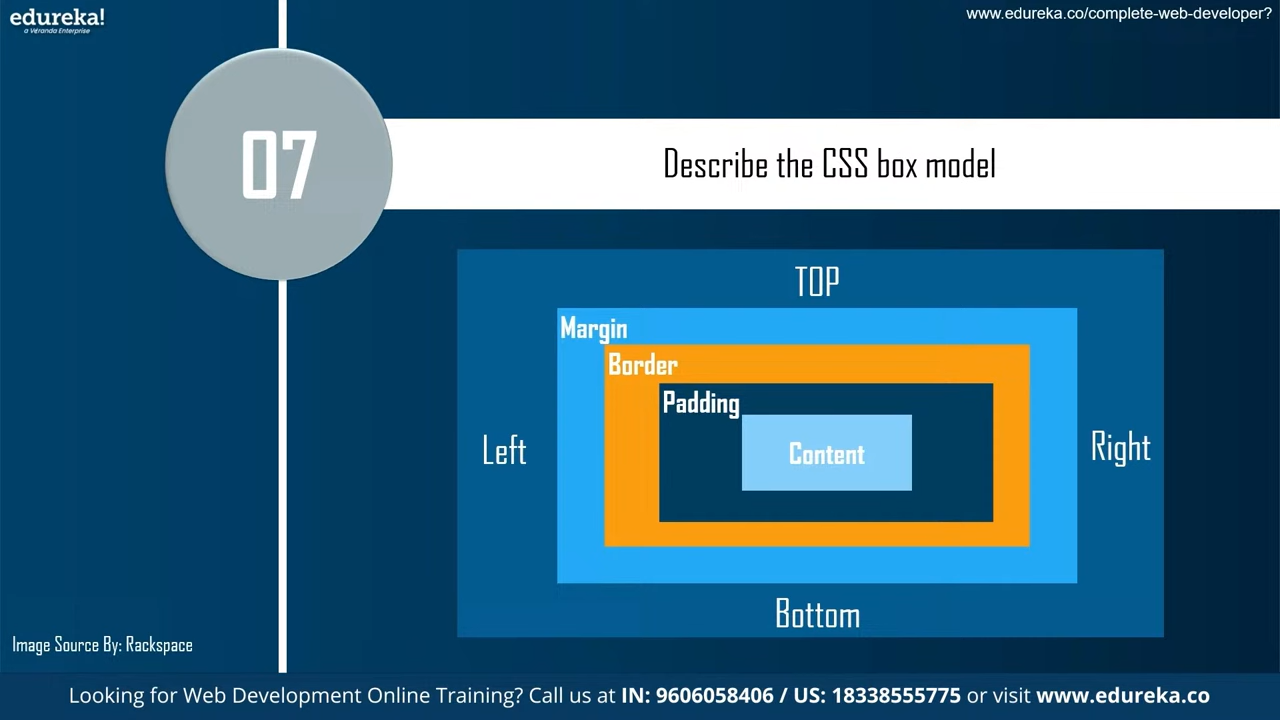 edureka!
a Veranda Enterprise
www.edureka.co/complete-web-developer?
07
Describe the CSS box model
TOP
Margin
Border
Padding
Left
Content
Right
Bottom
Image Source By: Rackspace
Looking for Web Development Online Training? Call us at IN: 9606058406 / US: 18338555775 or visit www.edureka.co